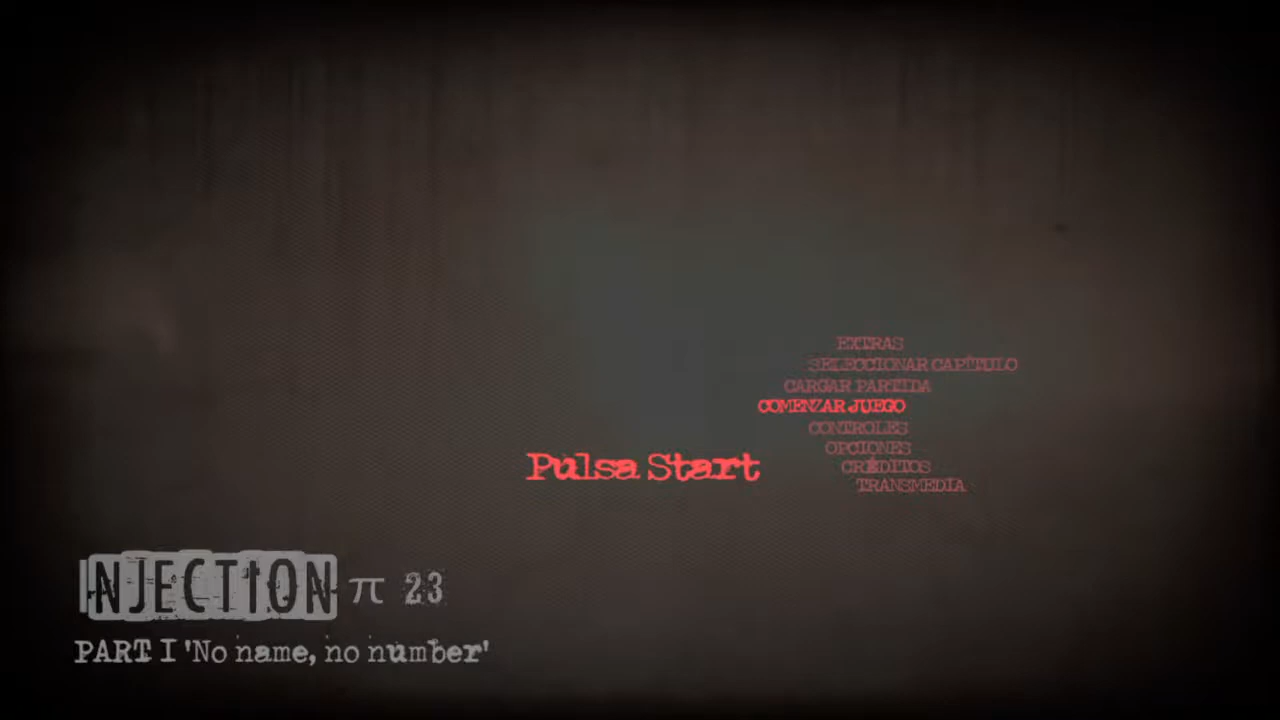 EXTRAS
SELECCIONAR CAPÍTULO
CARGAR PARTIDA
COMENZAR JUEGO
CONTROLES
OPCIONES
CRÉDITOS
TRANSMEDIA
Pulsa Start
INJECTION π 23
PART I 'No name, no number'